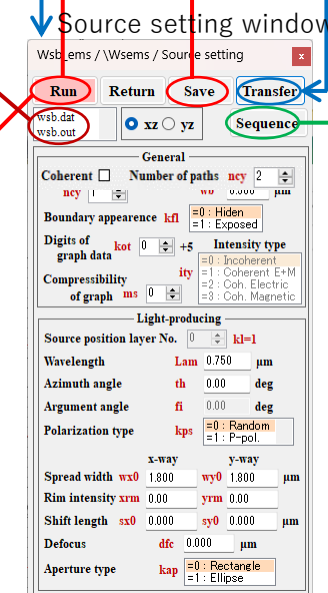 Source setting window
Wsb_ems / \Wsems / Source setting x
Run Return Save Transfer
wsb.dat
wsb.out
xz yz Sequence
General
Coherent Number of paths ncy 2
ncy 1 wb 0.000 μm
Boundary appearence kfl =0 : Hiden
=1 : Exposed
Digits of
graph data kot 0 +5 Intensity type
ity =0 : Incoherent
=1 : Coherent E+M
=2 : Coh. Electric
=3 : Coh. Magnetic
Compressibility
of graph ms 0
Light-producing
Source position layer No. 0 kl=1
Wavelength Lam 0.750 μm
Azimuth angle th 0.00 deg
Argument angle fi 0.00 deg
Polarization type kps =0 : Random
=1 : P-pol.
x-way y-way
Spread width wx0 1.800 wy0 1.800 μm
Rim intensity xrm 0.00 yrm 0.00
Shift length sx0 0.000 sy0 0.000 μm
Defocus dfc 0.000 μm
Aperture type kap =0 : Rectangle
=1 : Ellipse